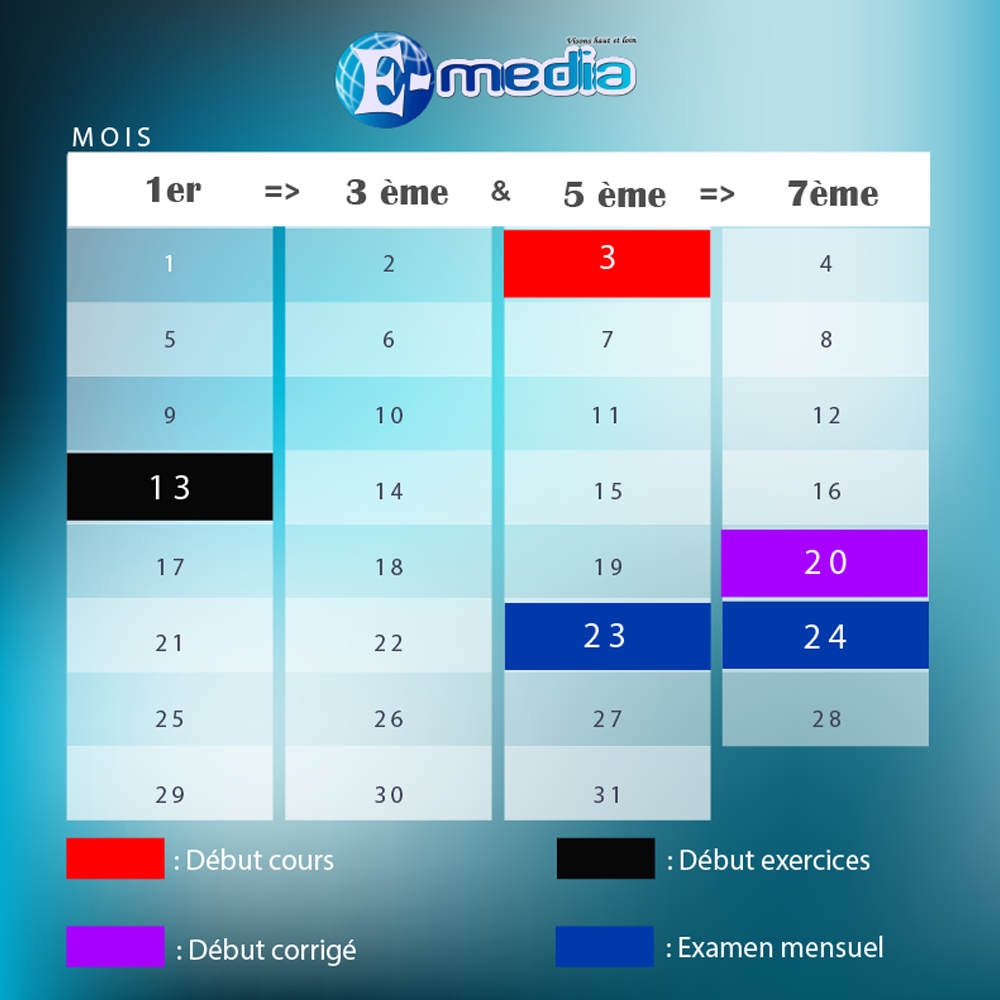 Visons haut et loin
E-media
MOIS
1er => 3 ème & 5 ème => 7ème
1 2 3 4
5 6 7 8
9 10 11 12
13 14 15 16
17 18 19 20
21 22 23 24
25 26 27 28
29 30 31
: Début cours : Début exercices
: Début corrigé : Examen mensuel